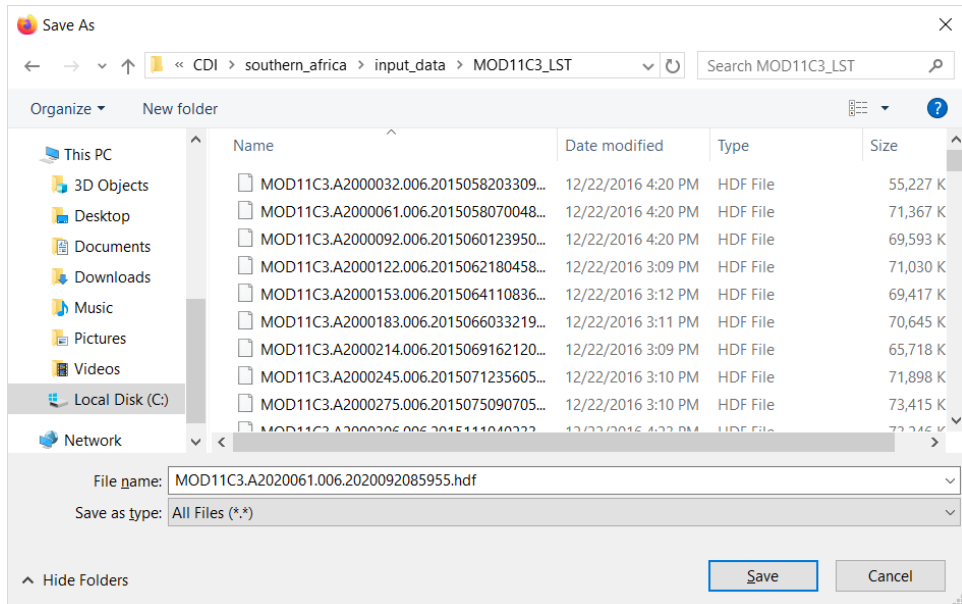 Save As
« CDI > southern_africa > input_data > MOD11C3_LST
Search MOD11C3_LST
Organize New folder
?
This PC
3D Objects
Desktop
Documents
Downloads
Music
Pictures
Videos
Local Disk (C:)
Network
Name Date modified Type Size
MOD11C3.A2000032.006.2015058203309... 12/22/2016 4:20 PM HDF File 55,227 K
MOD11C3.A2000061.006.2015058070048... 12/22/2016 4:20 PM HDF File 71,367 K
MOD11C3.A2000092.006.2015060123950... 12/22/2016 4:20 PM HDF File 69,593 K
MOD11C3.A2000122.006.2015062180458... 12/22/2016 3:09 PM HDF File 71,030 K
MOD11C3.A2000153.006.2015064110836... 12/22/2016 3:12 PM HDF File 69,417 K
MOD11C3.A2000183.006.2015066033219... 12/22/2016 3:11 PM HDF File 70,645 K
MOD11C3.A2000214.006.2015069162120... 12/22/2016 3:09 PM HDF File 65,718 K
MOD11C3.A2000245.006.2015071235605... 12/22/2016 3:10 PM HDF File 71,898 K
MOD11C3.A2000275.006.2015075090705... 12/22/2016 3:10 PM HDF File 73,415 K
File name: MOD11C3.A2020061.006.2020092085955.hdf
Save as type: All Files (*.*)
Hide Folders
Save Cancel